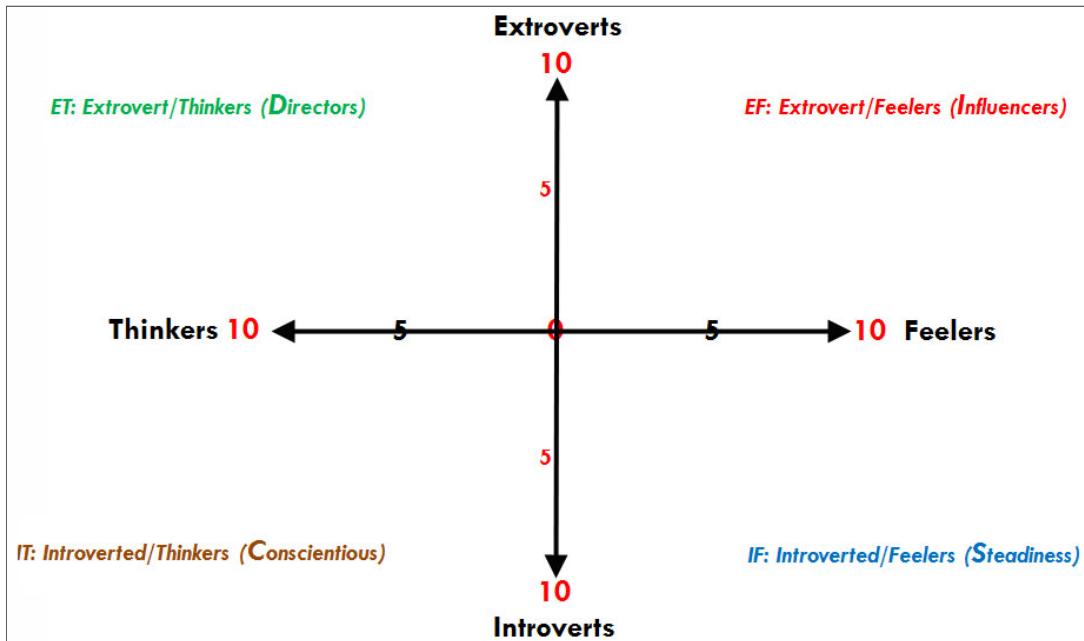 Extroverts
10
ET: Extrovert/Thinkers (Directors)
EF: Extrovert/Feelers (Influencers)
5
Thinkers 10
5
0
5
10 Feelers
5
IT: Introverted/Thinkers (Conscientious)
IF: Introverted/Feelers (Steadiness)
10
Introverts